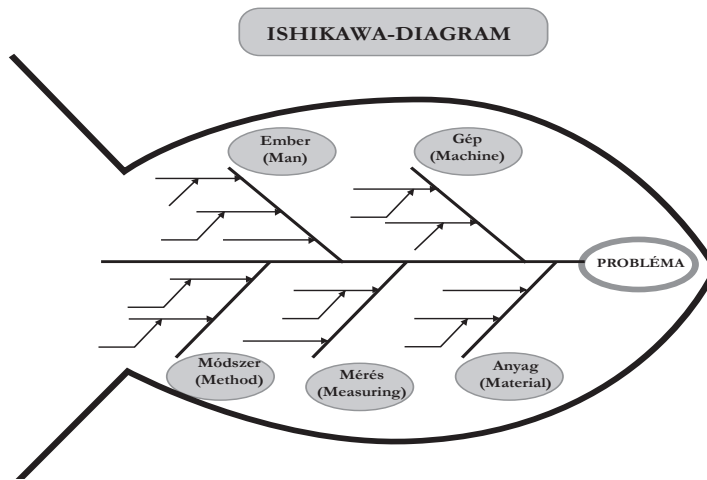 ISHIKAWA-DIAGRAM
Ember
(Man)
Gép
(Machine)
PROBLÉMA
Módszer
(Method)
Mérés
(Measuring)
Anyag
(Material)